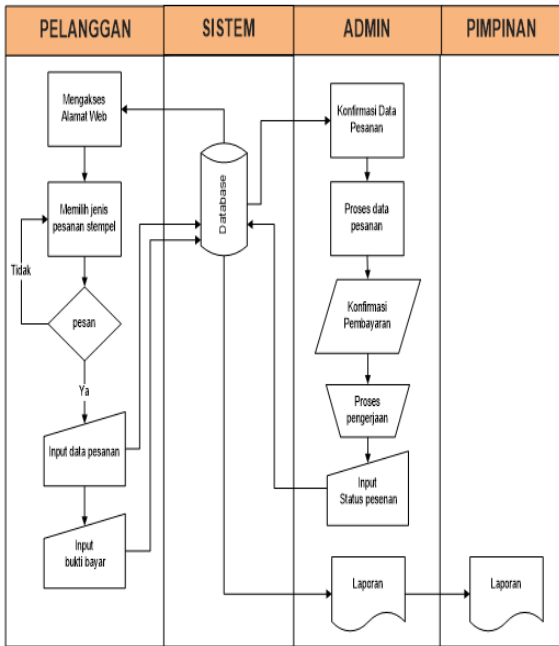 PELANGGAN
SISTEM
ADMIN
PIMPINAN
Mengakses
Alamat Web
Memilih jenis
pesanan stempel
Tidak
pesan
Ya
Input data pesanan
Input
bukti bayar
Database
Konfirmasi Data
Pesanan
Proses data
pesanan
Konfirmasi
Pembayaran
Proses
pengerjaan
Input
Status pesenan
Laporan
Laporan